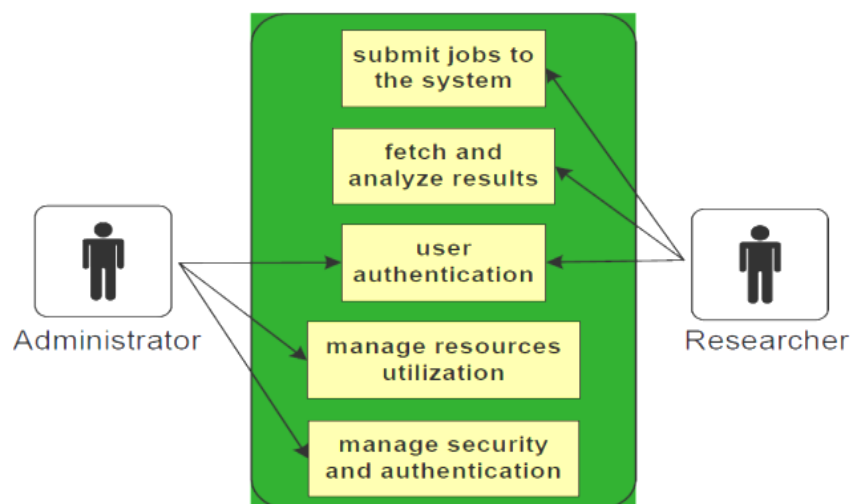 submit jobs to
the system
fetch and
analyze results
user
authentication
manage resources
utilization
manage security
and authentication
Administrator
Researcher